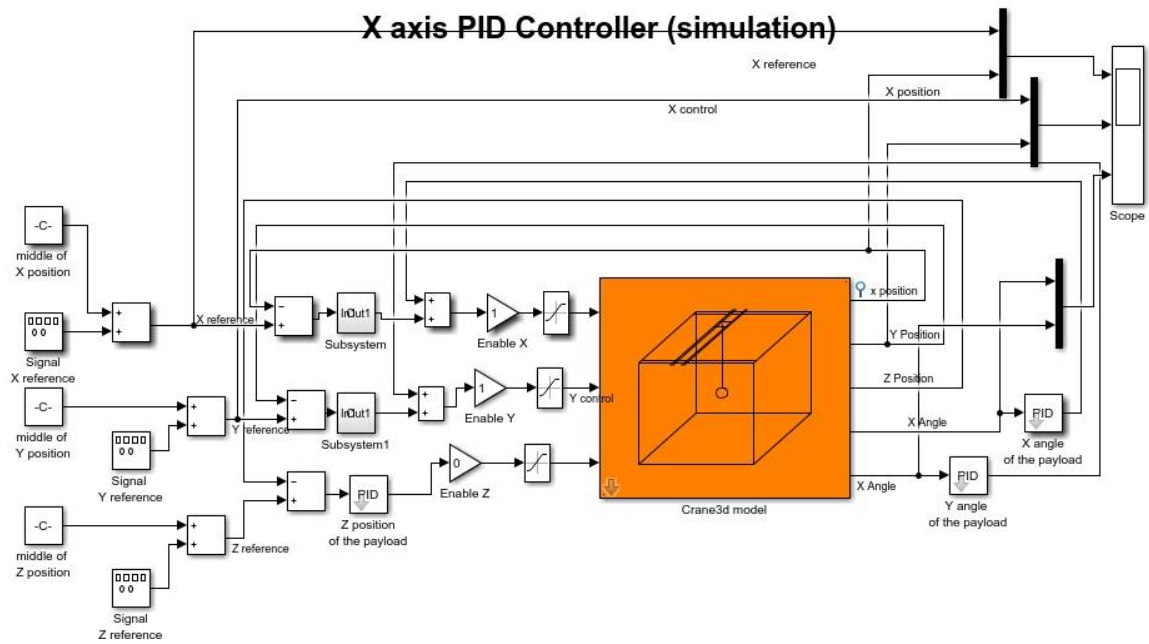 X axis PID Controller (simulation)
X reference
X position
X control
Scope
-C-
middle of
X position
Signal
X reference
X reference
In1
Out1
Subsystem
+
+
-
+
+
+
1
Enable X
x position
Y Position
Z Position
X Angle
X Angle
-C-
middle of
Y position
Signal
Y reference
+
+
Y reference
-
+
In1
Out1
Subsystem1
+
+
1
Enable Y
Y control
PID
X angle
of the payload
PID
Y angle
of the payload
-C-
middle of
Z position
Signal
Z reference
+
+
Z reference
-
+
PID
Z position
of the payload
0
Enable Z
Crane3d model